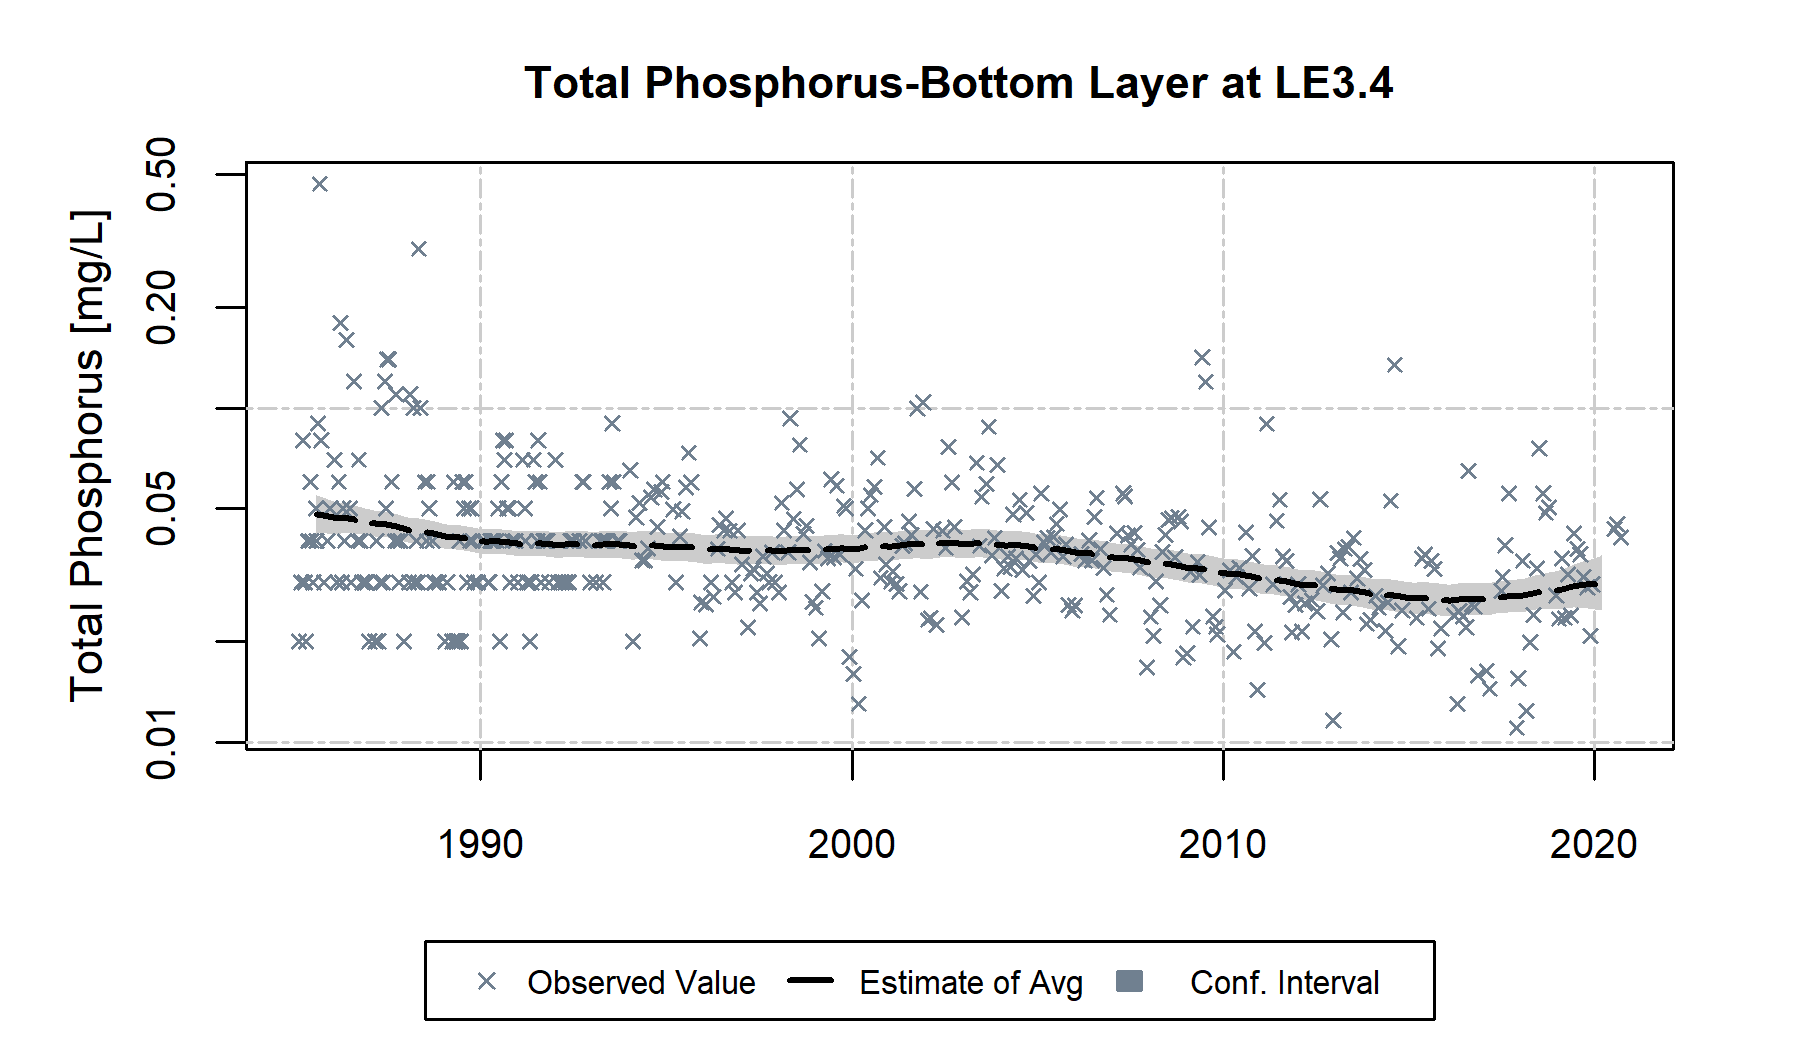 Total Phosphorus-Bottom Layer at LE3.4
Total Phosphorus [mg/L]
0.50
0.20
0.05
0.01
1990 2000 2010 2020
Observed Value Estimate of Avg Conf. Interval